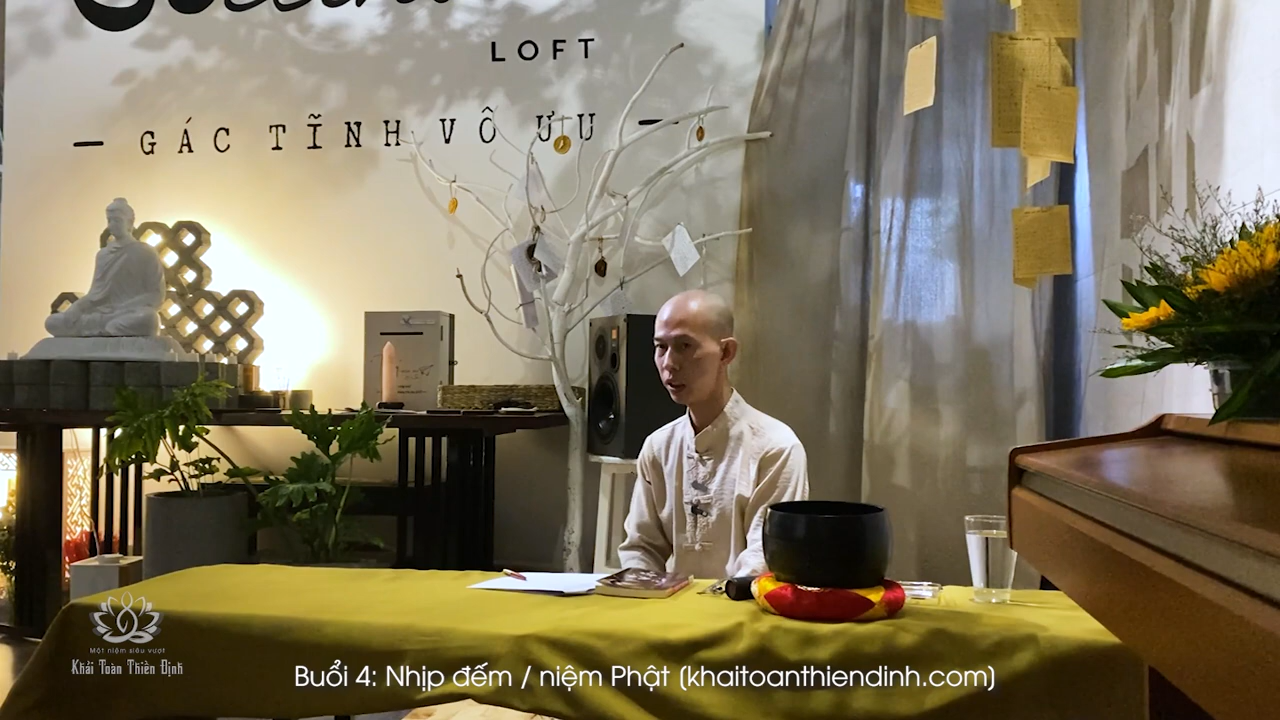 LOFT
— GÁC TĨNH VÔ ƯU —
Một niệm siêu vượt
Khải Toàn Thiền Định
Buổi 4: Nhịp đếm / niệm Phật (khaitoanthiendinh.com)